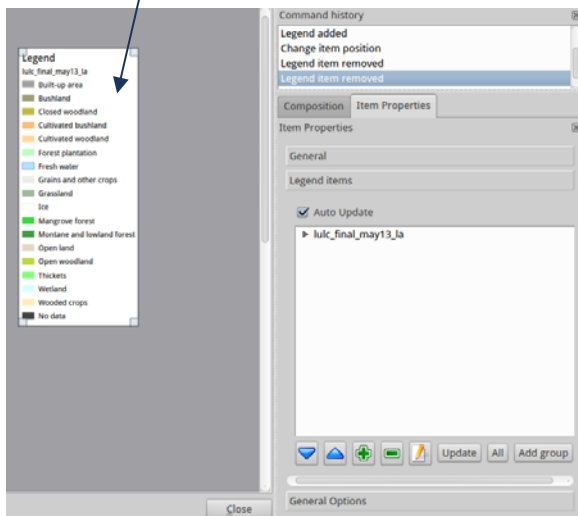 Legend
lulc_final_may13_la
Built-up area
Bushland
Closed woodland
Cultivated bushland
Cultivated woodland
Forest plantation
Fresh water
Grains and other crops
Grassland
Ice
Mangrove forest
Montane and lowland forest
Open land
Open woodland
Thickets
Wetland
Wooded crops
No data
Close
Command history
Legend added
Change item position
Legend item removed
Legend item removed
Composition Item Properties
Item Properties
General
Legend items
Auto Update
lulc_final_may13_la
Update All Add group
General Options